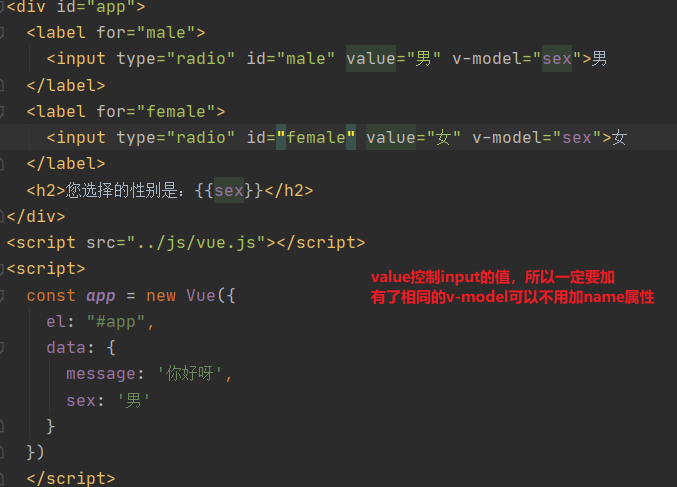 <div id="app">
<label for="male">
<input type="radio" id="male" value="男" v-model="sex">男
</label>
<label for="female">
<input type="radio" id="female" value="女" v-model="sex">女
</label>
<h2>您选择的性别是：{{sex}}</h2>
</div>
<script src="../js/vue.js"></script>
<script>
value控制input的值，所以一定要加
const app = new Vue({
有了相同的v-model可以不用加name属性
el: "#app",
data: {
message: '你好呀',
sex: '男'
}
})
</script>